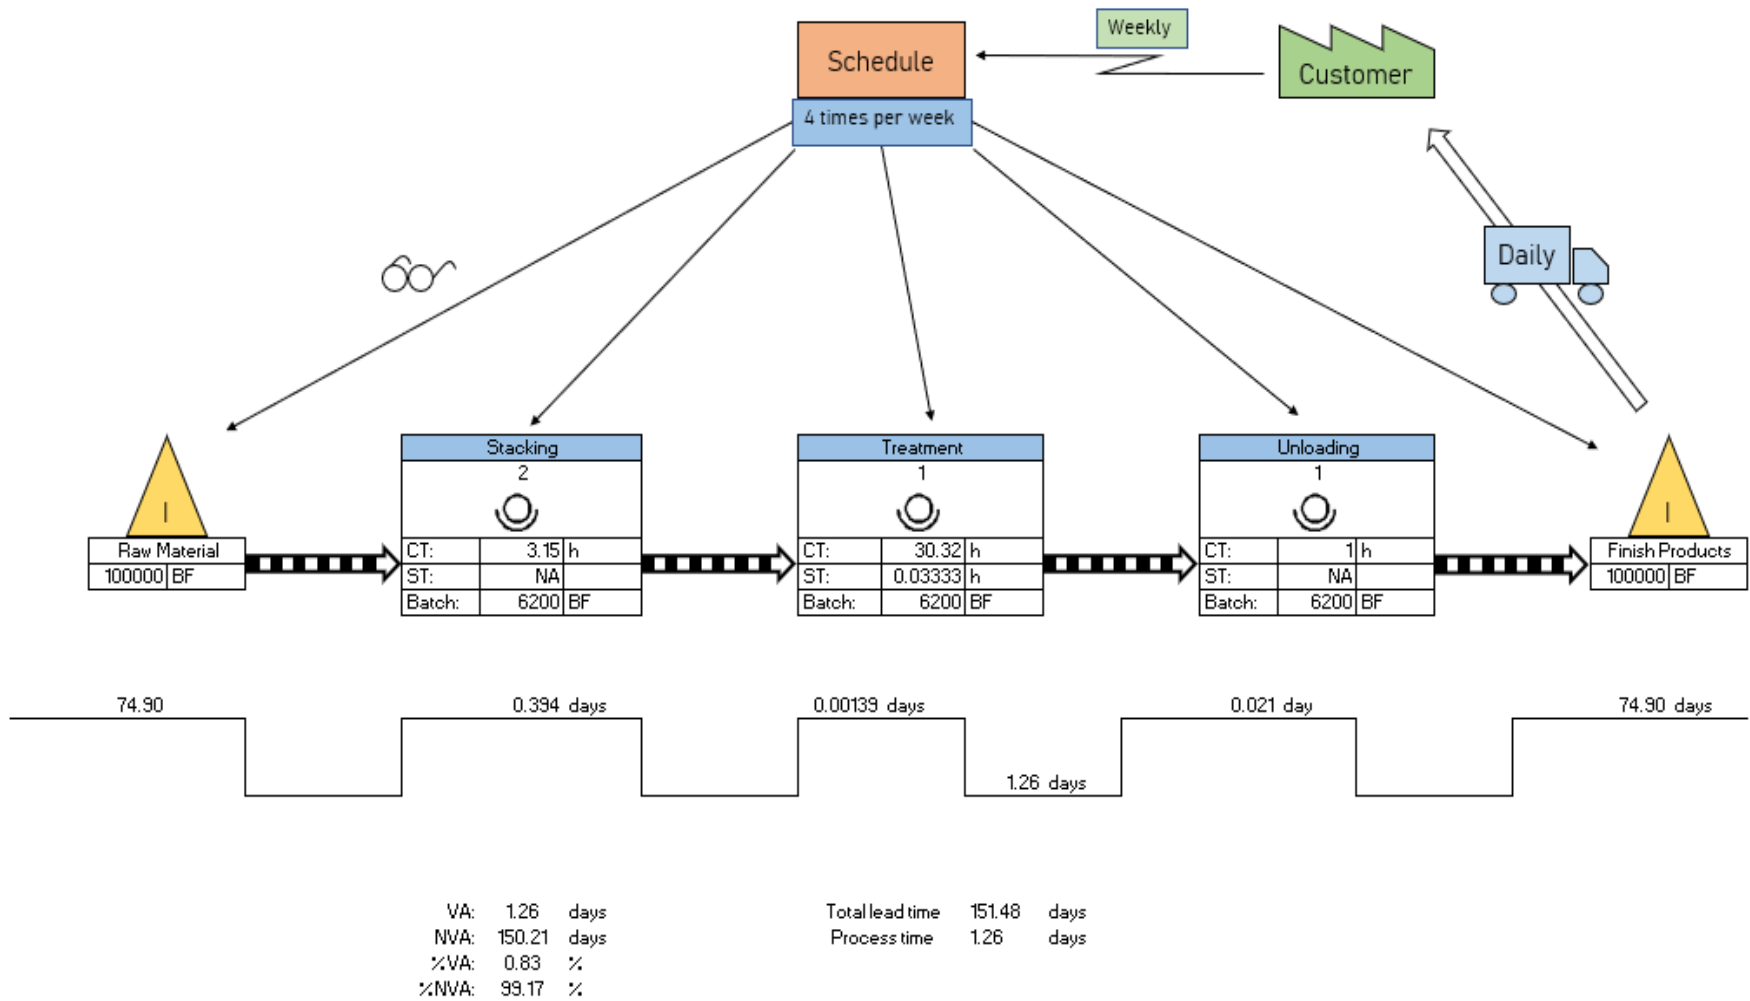 Weekly
Schedule
Customer
4 times per week
Daily
Stacking
2
Treatment
1
Unloading
1
I
I
Raw Material
100000 BF
CT: 3.15 h
ST: NA
Batch: 6200 BF
CT: 30.32 h
ST: 0.03333 h
Batch: 6200 BF
CT: 1 h
ST: NA
Batch: 6200 BF
Finish Products
100000 BF
74.90
0.394 days
0.00139 days
0.021 day
74.90 days
1.26 days
VA: 1.26 days
NVA: 150.21 days
%VA: 0.83 %
%NVA: 99.17 %
Total lead time 151.48 days
Process time 1.26 days